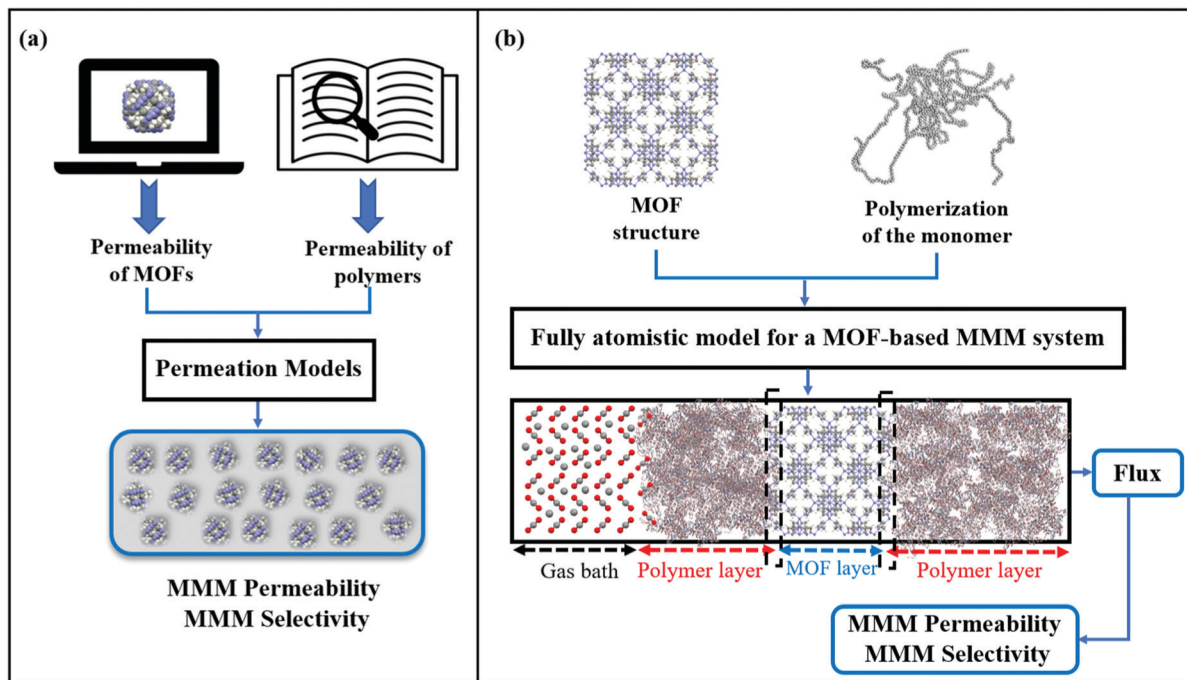 (a)
Permeability
of MOFs
Permeability of
polymers
Permeation Models
MMM Permeability
MMM Selectivity
(b)
MOF
structure
Polymerization
of the monomer
Fully atomistic model for a MOF-based MMM system
Flux
Gas bath
Polymer layer
MOF layer
Polymer layer
MMM Permeability
MMM Selectivity